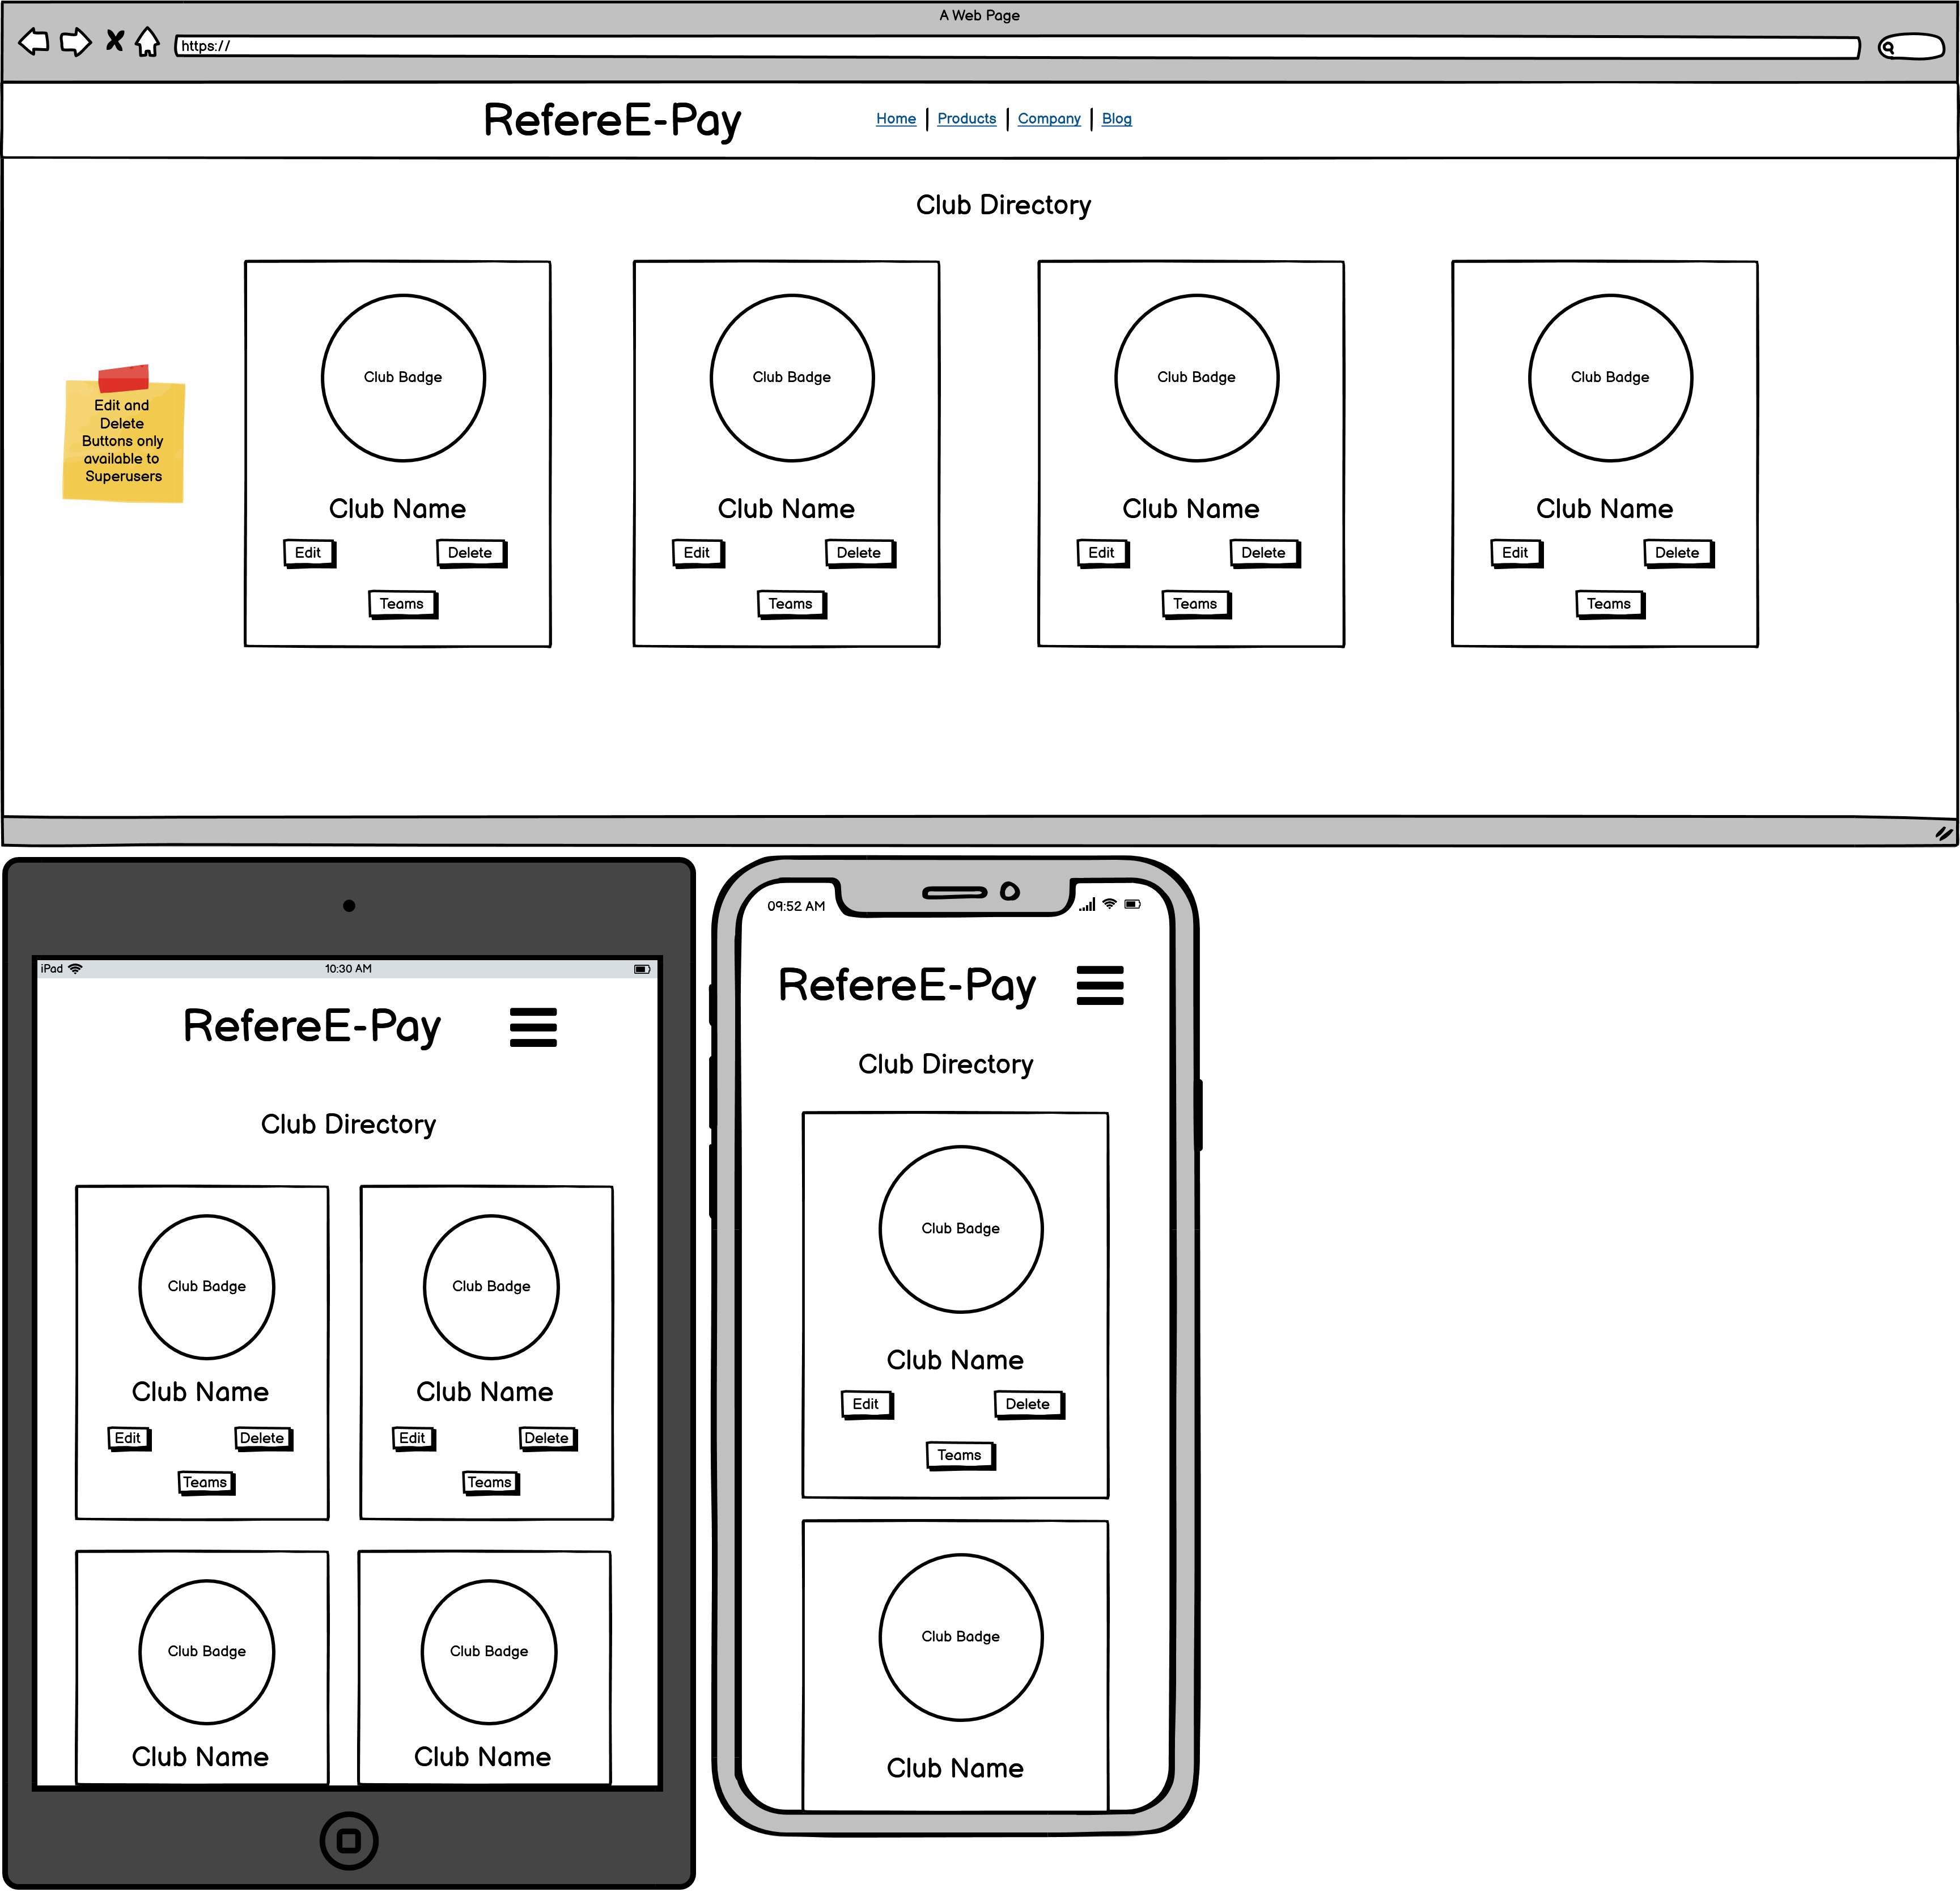 A Web Page
https://
RefereE-Pay
Home | Products | Company | Blog
Club Directory
Club Badge Club Badge Club Badge Club Badge
Edit and
Delete
Buttons only
available to
Superusers
Club Name Club Name Club Name Club Name
Edit Delete Edit Delete Edit Delete Edit Delete
Teams Teams Teams Teams
iPad 10:30 AM
RefereE-Pay
Club Directory
Club Badge Club Badge
Club Name Club Name
Edit Delete Edit Delete
Teams Teams
Club Badge Club Badge
Club Name Club Name
09:52 AM
RefereE-Pay
Club Directory
Club Badge
Club Name
Edit Delete
Teams
Club Badge
Club Name